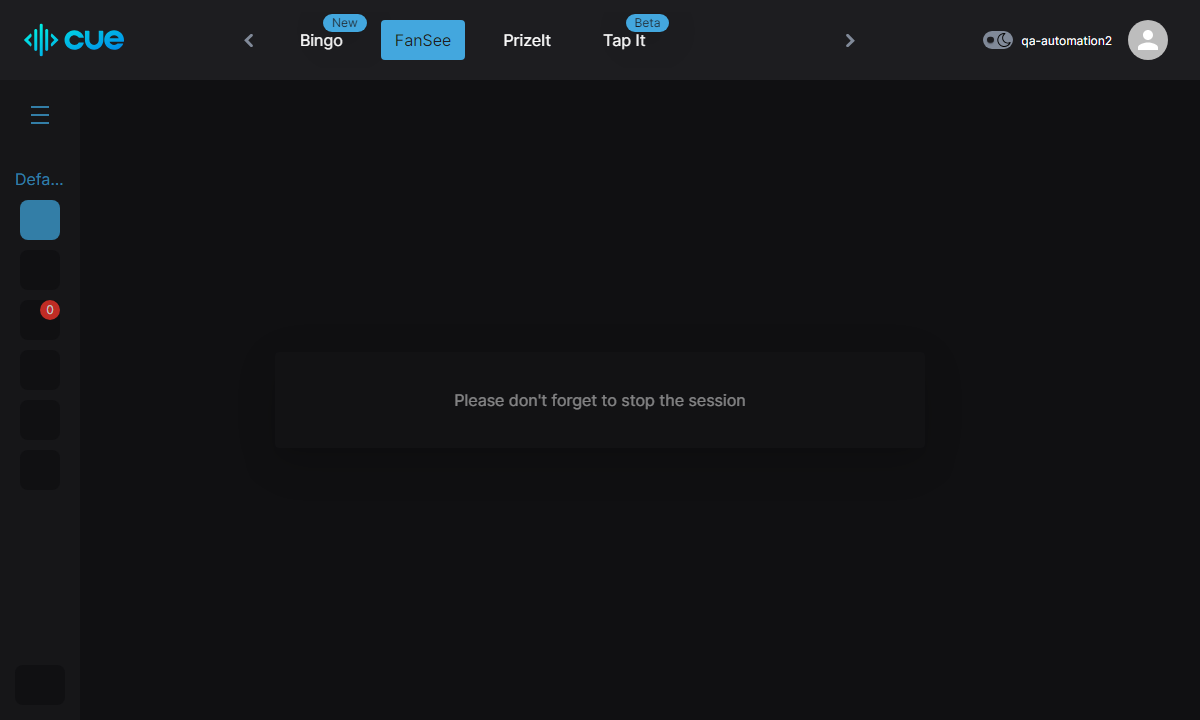 cue
Bingo
New
FanSee
PrizeIt
Tap It
Beta
qa-automation2
Defa...
0
Please don't forget to stop the session